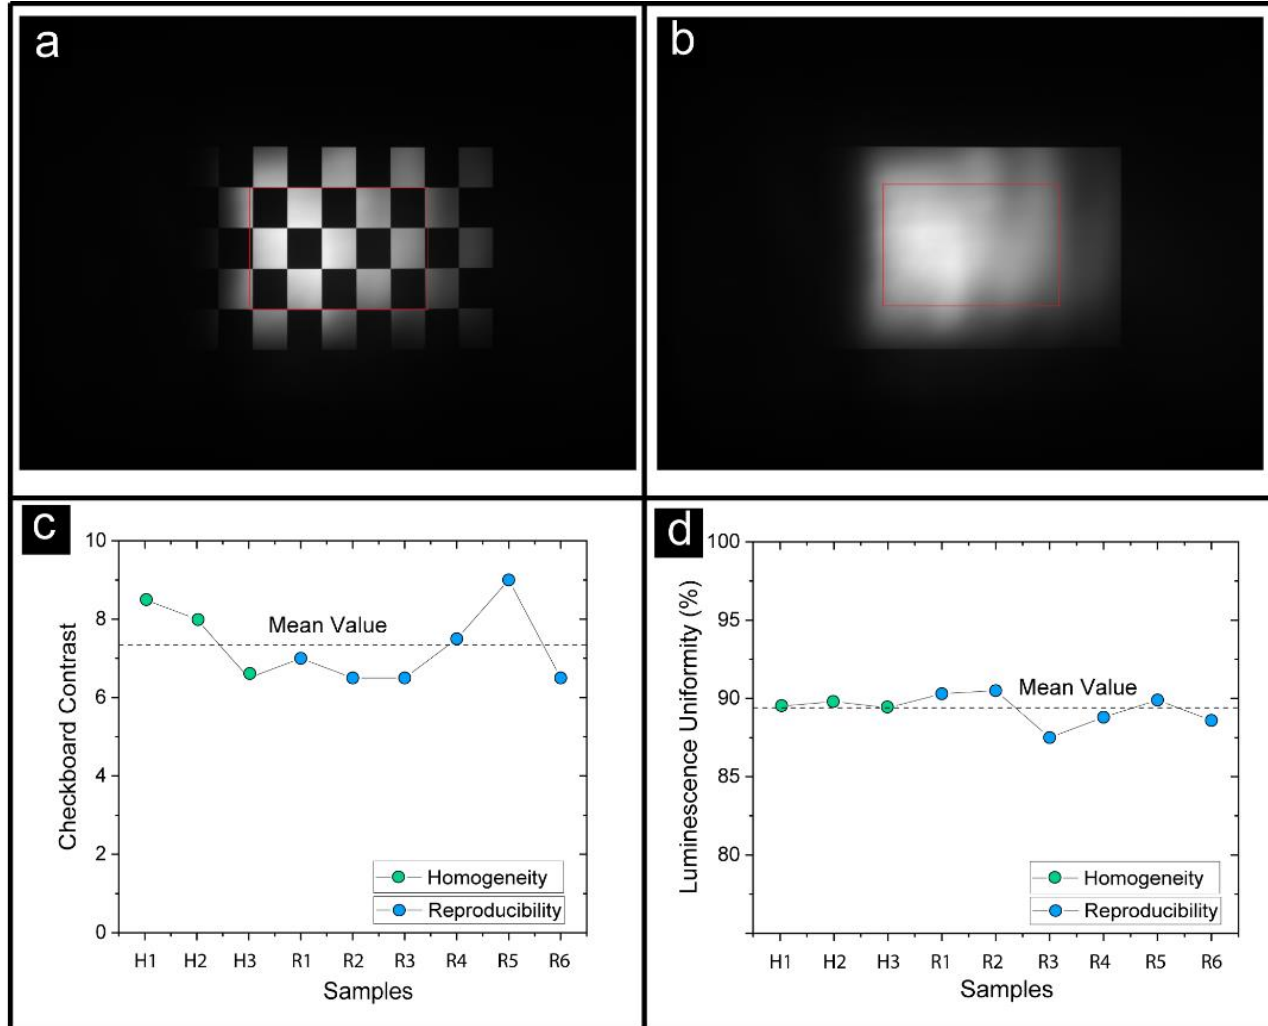 a
b
c
10
8
6
4
2
0
Checkboard Contrast
Mean Value
Homogeneity
Reproducibility
H1 H2 H3 R1 R2 R3 R4 R5 R6
Samples
d
100
95
90
85
80
Luminescence Uniformity (%)
Mean Value
Homogeneity
Reproducibility
H1 H2 H3 R1 R2 R3 R4 R5 R6
Samples